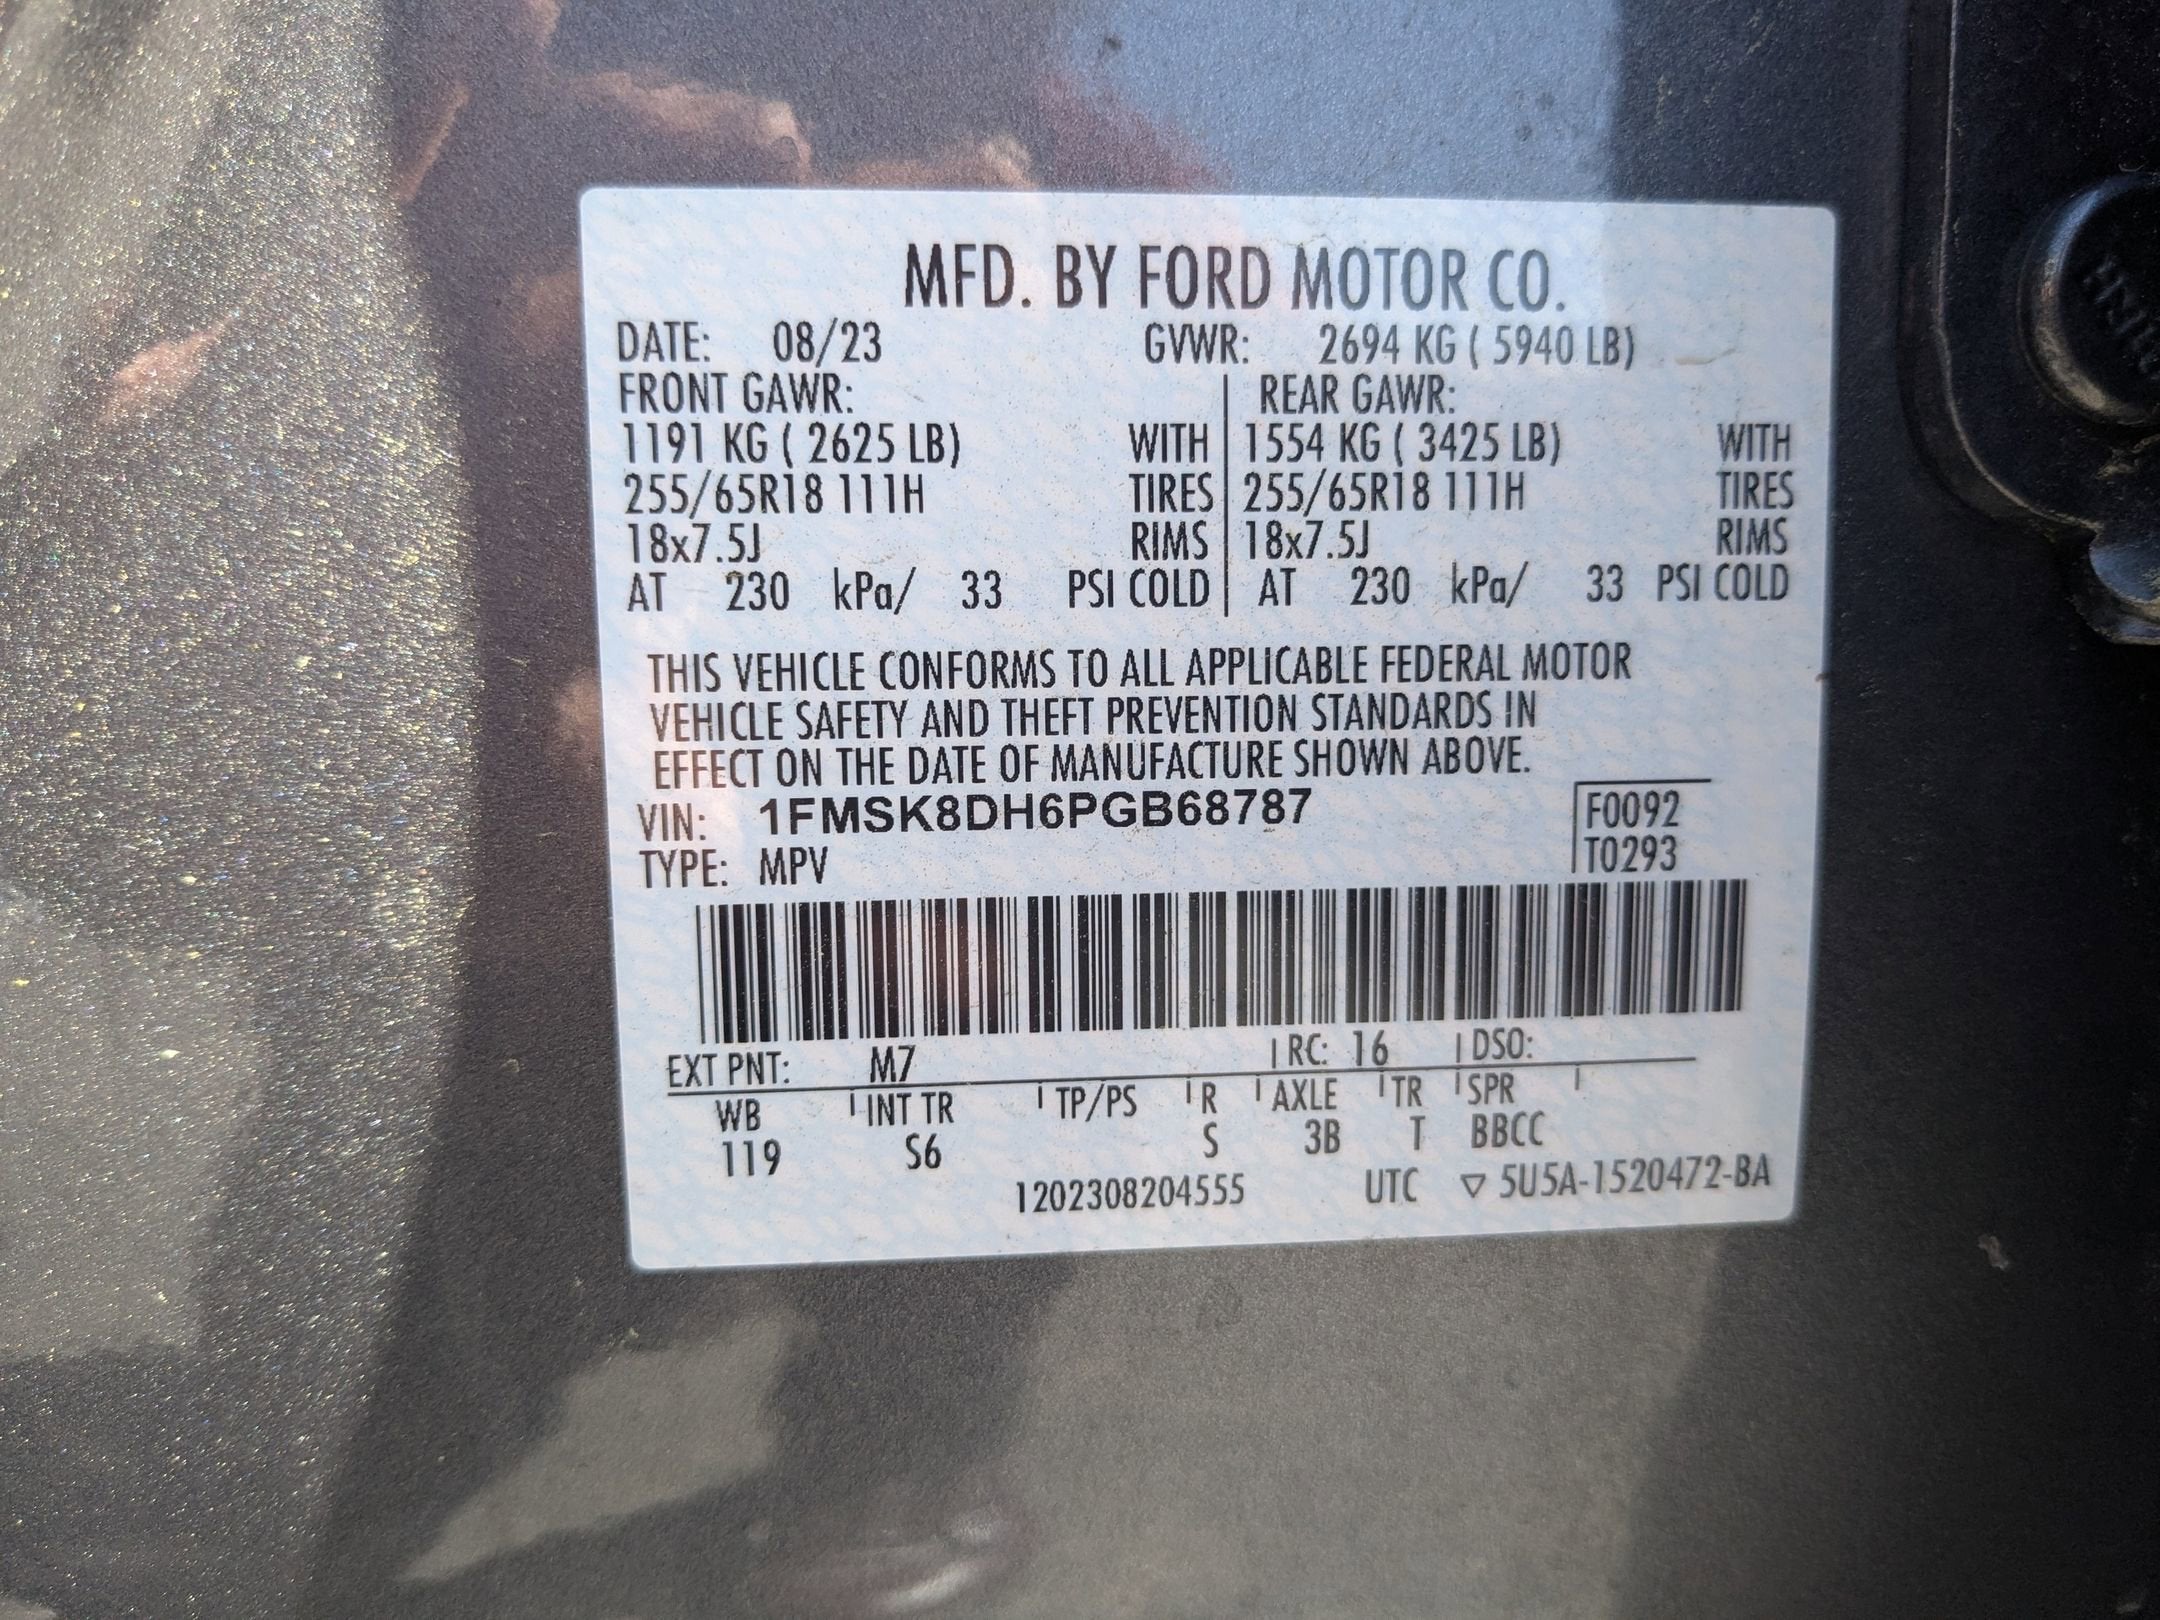 MFD. BY FORD MOTOR CO.
DATE: 08/23 GVWR: 2694 KG ( 5940 LB)
FRONT GAWR: REAR GAWR:
1191 KG ( 2625 LB) WITH 1554 KG ( 3425 LB) WITH
255/65R18 111H TIRES 255/65R18 111H TIRES
18x7.5J RIMS 18x7.5J RIMS
AT 230 kPa/ 33 PSI COLD AT 230 kPa/ 33 PSI COLD
THIS VEHICLE CONFORMS TO ALL APPLICABLE FEDERAL MOTOR
VEHICLE SAFETY AND THEFT PREVENTION STANDARDS IN
EFFECT ON THE DATE OF MANUFACTURE SHOWN ABOVE.
VIN: 1FMSK8DH6PGB68787 F0092
TYPE: MPV T0293
EXT PNT: M7 RC: 16 DSO:
WB INT TR TP/PS R AXLE TR SPR
119 S6 S 3B T BBCC
1202308204555 UTC ▽ 5U5A-1520472-BA